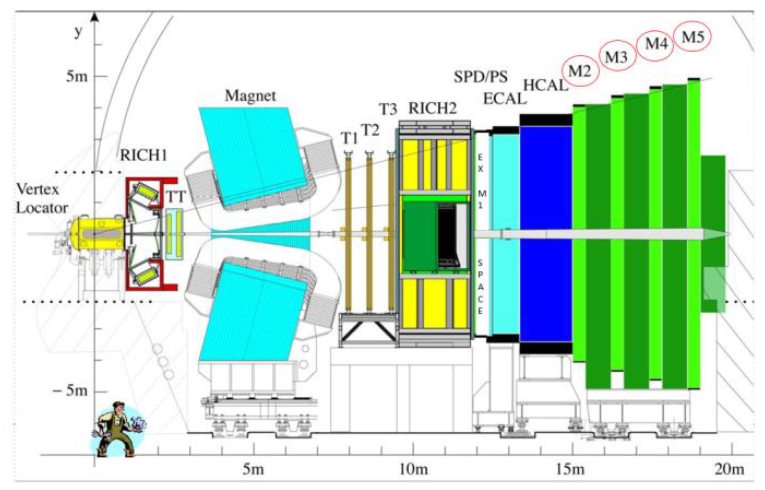 y
5m
Magnet
T1
T2
T3
RICH2
SPD/PS
ECAL
HCAL
M2
M3
M4
M5
RICH1
TT
Vertex
Locator
EX M1 SPACE
-5m
5m
10m
15m
20m